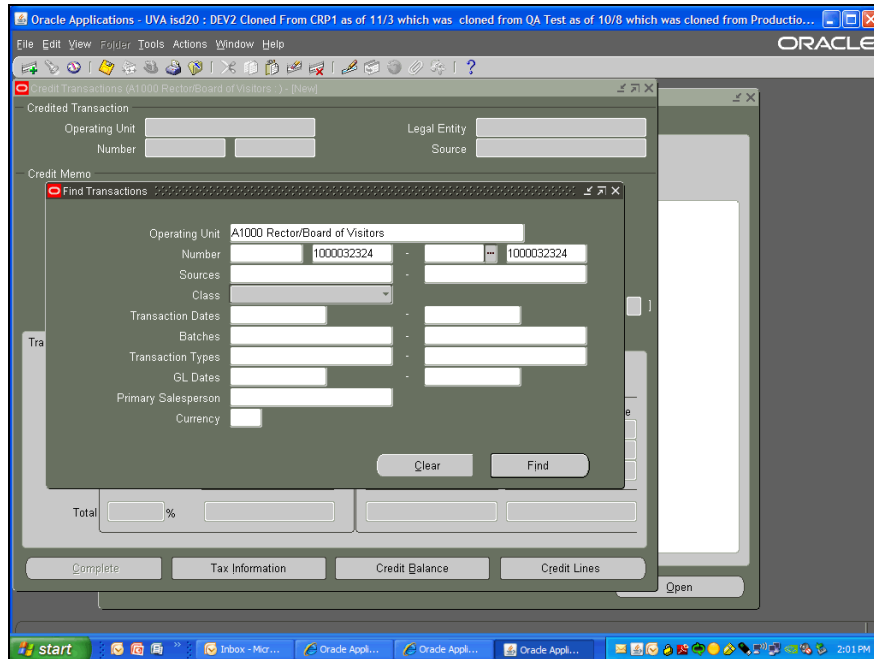 Oracle Applications - UVA isd20 : DEV2 Cloned From CRP1 as of 11/3 which was cloned from QA Test as of 10/8 which was cloned from Productio...
File Edit View Folder Tools Actions Window Help
ORACLE
Credit Transactions (A1000 Rector/Board of Visitors : ) - [New]
Credited Transaction
Operating Unit
Legal Entity
Number
Source
Credit Memo
Find Transactions
Operating Unit A1000 Rector/Board of Visitors
Number 1000032324 - 1000032324
Sources -
Class
]
Transaction Dates -
Batches -
Tra
Transaction Types -
GL Dates -
Primary Salesperson
Currency
e
Clear Find
Total %
Complete Tax Information Credit Balance Credit Lines
Open
start Inbox - Micr... Oracle Appli... Oracle Appli... Oracle Appli... 2:01 PM